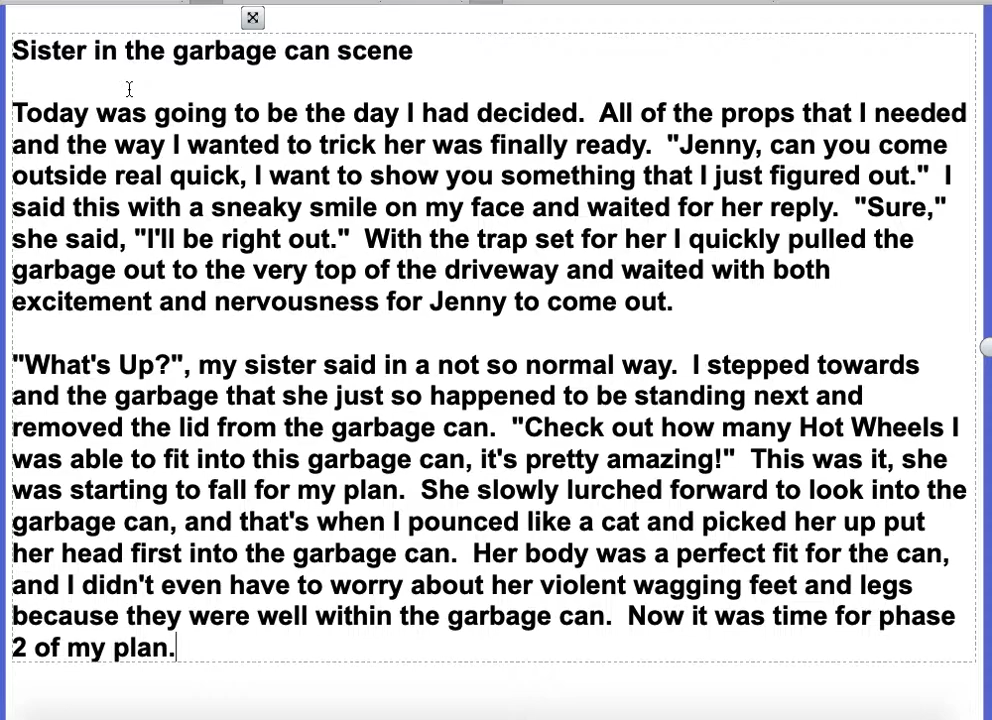 Sister in the garbage can scene
Today was going to be the day I had decided.  All of the props that I needed
and the way I wanted to trick her was finally ready.  "Jenny, can you come
outside real quick, I want to show you something that I just figured out."  I
said this with a sneaky smile on my face and waited for her reply.  "Sure,"
she said, "I'll be right out."  With the trap set for her I quickly pulled the
garbage out to the very top of the driveway and waited with both
excitement and nervousness for Jenny to come out.
"What's Up?", my sister said in a not so normal way.  I stepped towards
and the garbage that she just so happened to be standing next and
removed the lid from the garbage can.  "Check out how many Hot Wheels I
was able to fit into this garbage can, it's pretty amazing!"  This was it, she
was starting to fall for my plan.  She slowly lurched forward to look into the
garbage can, and that's when I pounced like a cat and picked her up put
her head first into the garbage can.  Her body was a perfect fit for the can,
and I didn't even have to worry about her violent wagging feet and legs
because they were well within the garbage can.  Now it was time for phase
2 of my plan.